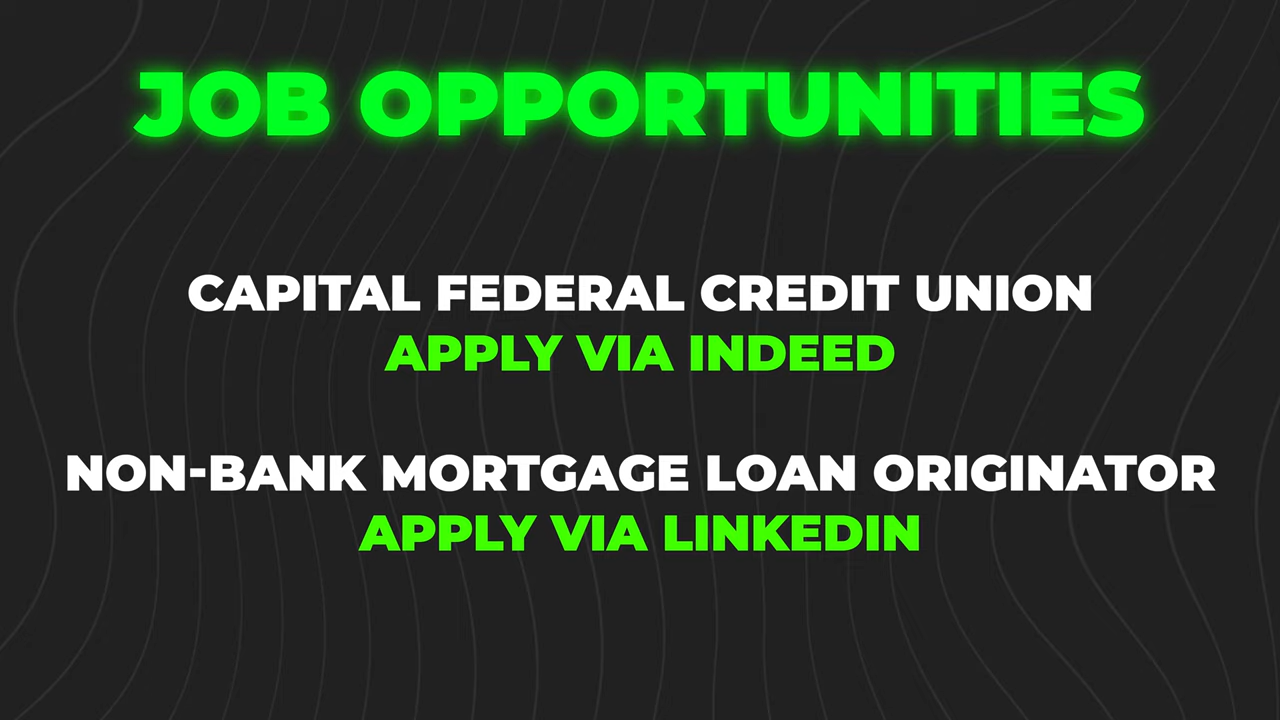 JOB OPPORTUNITIES
CAPITAL FEDERAL CREDIT UNION
APPLY VIA INDEED
NON-BANK MORTGAGE LOAN ORIGINATOR
APPLY VIA LINKEDIN